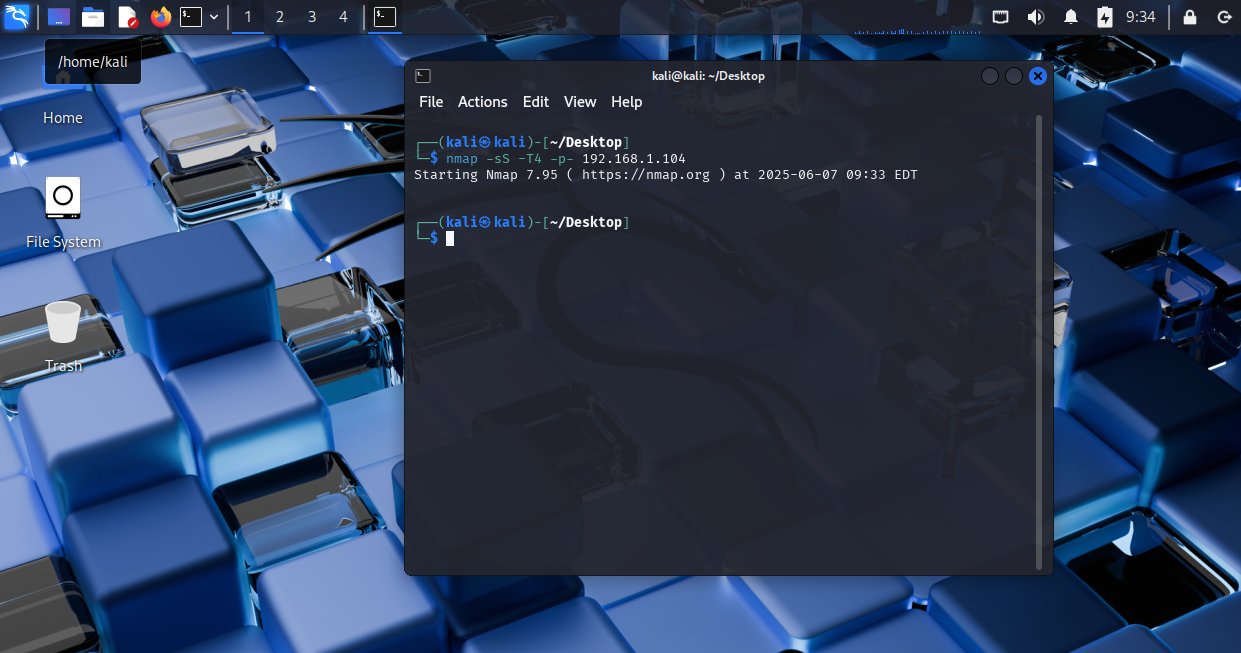 1 2 3 4 9:34
/home/kali
Home
File System
Trash
kali@kali: ~/Desktop
File Actions Edit View Help
┌──(kali㉿kali)-[~/Desktop]
└─$ nmap -sS -T4 -p- 192.168.1.104
Starting Nmap 7.95 ( https://nmap.org ) at 2025-06-07 09:33 EDT
┌──(kali㉿kali)-[~/Desktop]
└─$